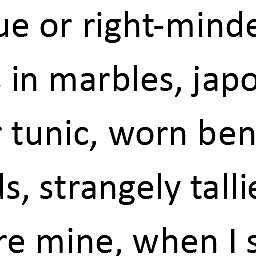 ue or right-minde
in marbles, japo
tunic, worn ben
ls, strangely tallie
re mine, when I s